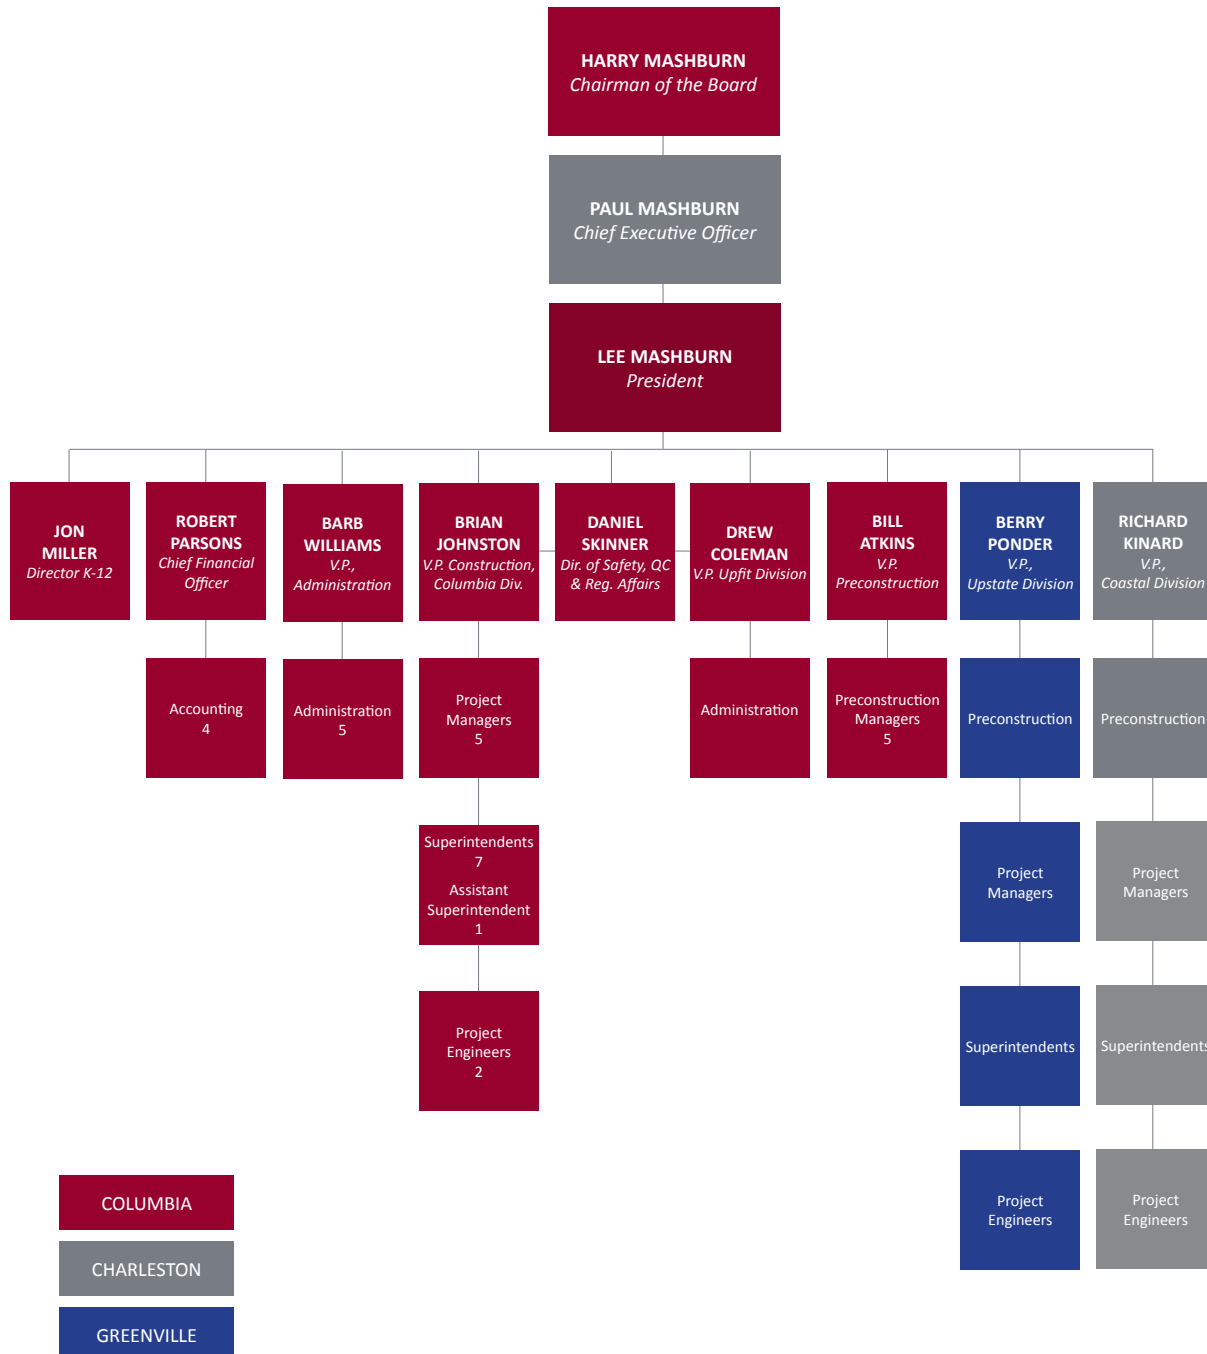 HARRY MASHBURN
Chairman of the Board
PAUL MASHBURN
Chief Executive Officer
LEE MASHBURN
President
JON
MILLER
Director K-12
ROBERT
PARSONS
Chief Financial
Officer
BARB
WILLIAMS
V.P.,
Administration
BRIAN
JOHNSTON
V.P. Construction,
Columbia Div.
DANIEL
SKINNER
Dir. of Safety, QC
& Reg. Affairs
DREW
COLEMAN
V.P. Upfit Division
BILL
ATKINS
V.P.
Preconstruction
BERRY
PONDER
V.P.,
Upstate Division
RICHARD
KINARD
V.P.,
Coastal Division
Accounting
4
Administration
5
Project
Managers
5
Administration
Preconstruction
Managers
5
Preconstruction
Preconstruction
Superintendents
7
Assistant
Superintendent
1
Project
Managers
Project
Managers
Project
Engineers
2
Superintendents
Superintendents
Project
Engineers
Project
Engineers
COLUMBIA
CHARLESTON
GREENVILLE